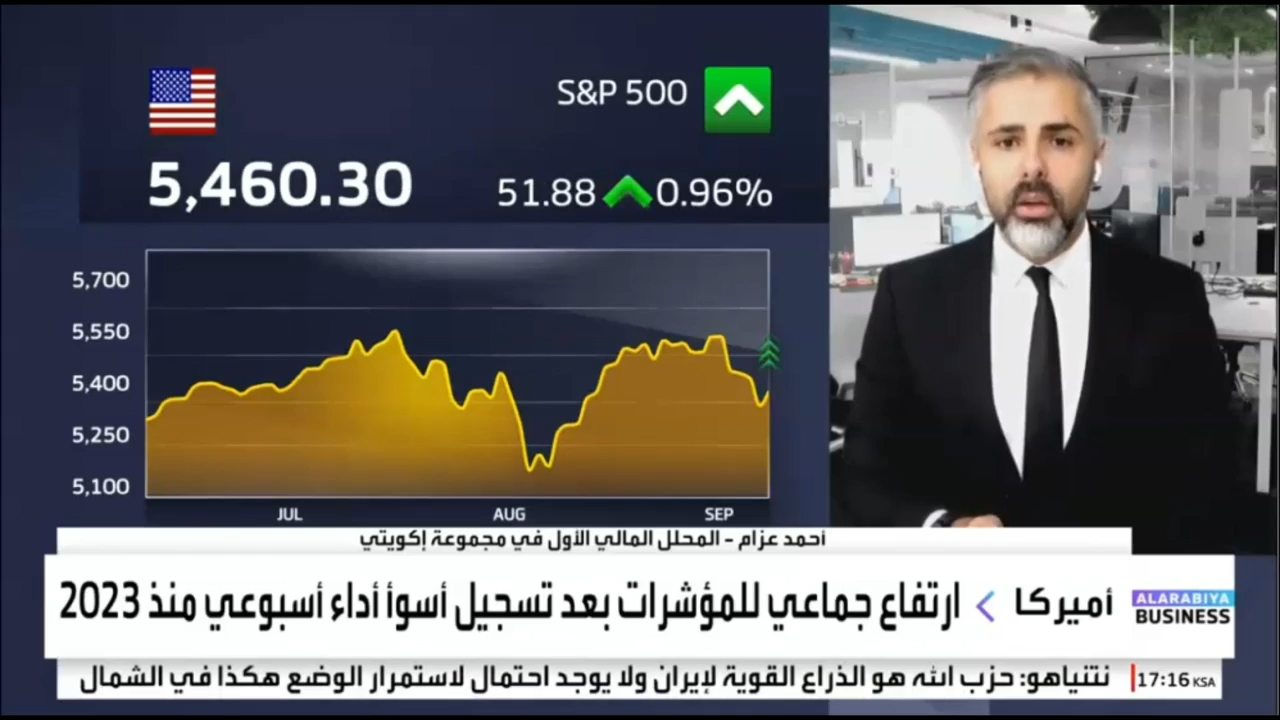 S&P 500
5,460.30
51.88 0.96%
5,700
5,550
5,400
5,250
5,100
JUL AUG SEP
أحمد عزام - المحلل المالي الأول في مجموعة إكويتي
ALARABIYA
BUSINESS
أميركا
ارتفاع جماعي للمؤشرات بعد تسجيل أسوأ أداء أسبوعي منذ 2023
17:16 KSA
نتنياهو: حزب الله هو الذراع القوية لإيران ولا يوجد احتمال لاستمرار الوضع هكذا في الشمال